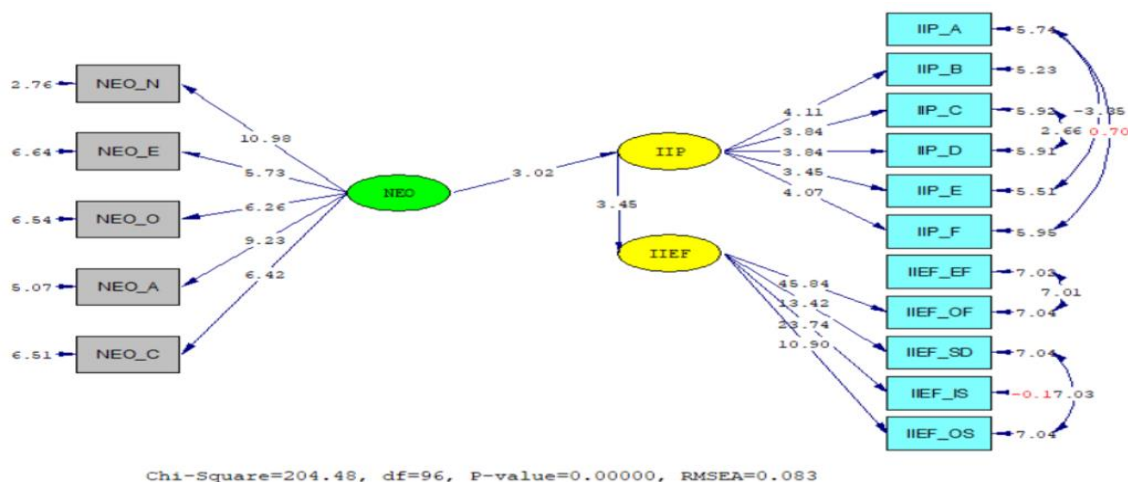 IIP_A 5.74
IIP_B 5.23
2.76 NEO_N
4.11 IIP_C 5.92 -3.35
10.98 3.84 2.66 0.70
6.64 NEO_E 5.73 IIP 3.84 IIP_D 5.91
3.02 3.45
NEO IIP_E 5.51
6.54 NEO_O 6.26 3.45 4.07
9.23 IIP_F 5.95
6.42 IIEF IIEF_EF 7.03
5.07 NEO_A 45.84 7.01
13.42 IIEF_OF 7.04
23.74
6.51 NEO_C 10.90 IIEF_SD 7.04
IIEF_IS -0.17 7.03
IIEF_OS 7.04
Chi-Square=204.48, df=96, P-value=0.00000, RMSEA=0.083